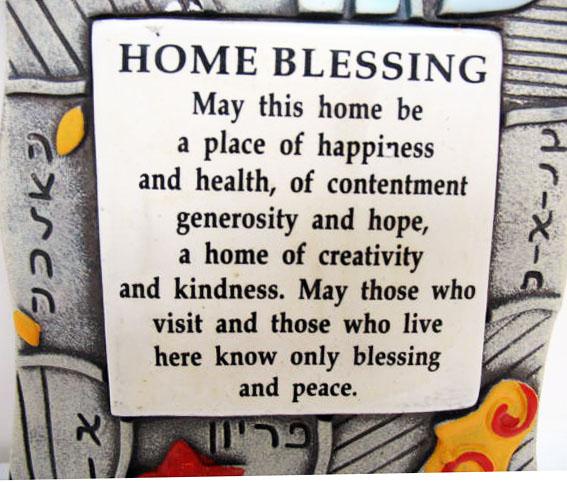 HOME BLESSING
May this home be
a place of happiness
and health, of contentment
generosity and hope,
a home of creativity
and kindness. May those who
visit and those who live
here know only blessing
and peace.
פריון